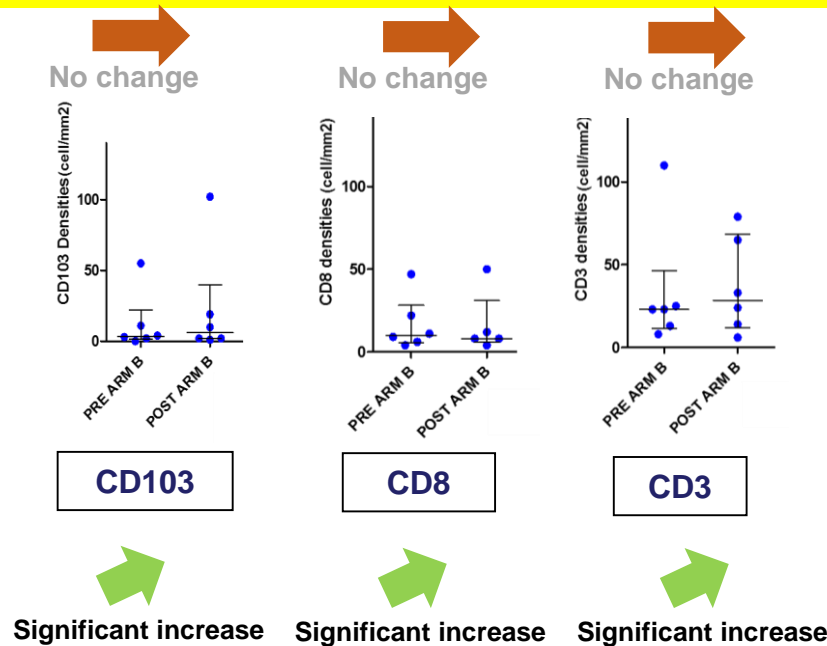 No change
No change
No change
CD103 Densities (cell/mm2)
100
50
0
PRE ARM B
POST ARM B
CD8 densities (cell/mm2)
100
50
0
PRE ARM B
POST ARM B
CD3 densities (cell/mm2)
100
50
0
PRE ARM B
POST ARM B
CD103
CD8
CD3
Significant increase
Significant increase
Significant increase